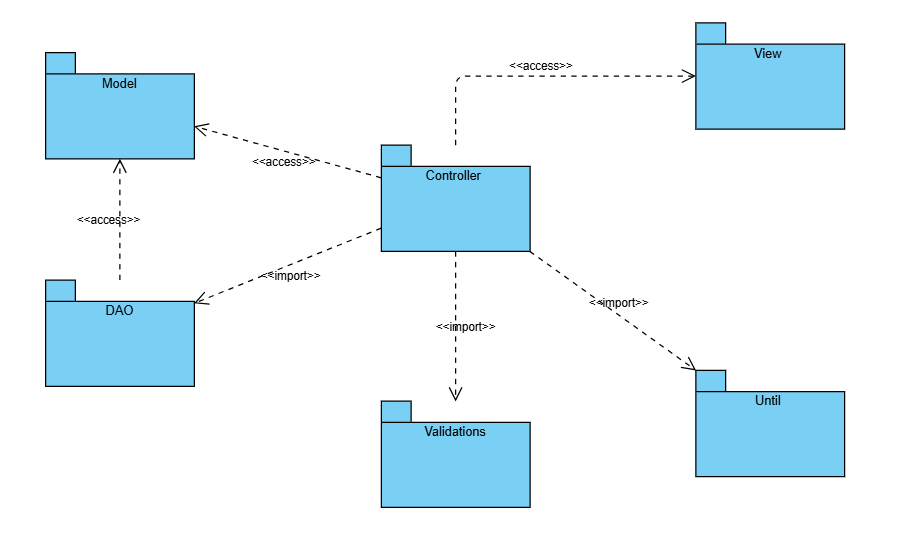 View
<<access>>
Model
<<access>>
Controller
<<access>>
<<import>>
DAO
<<import>>
<<import>>
Until
Validations